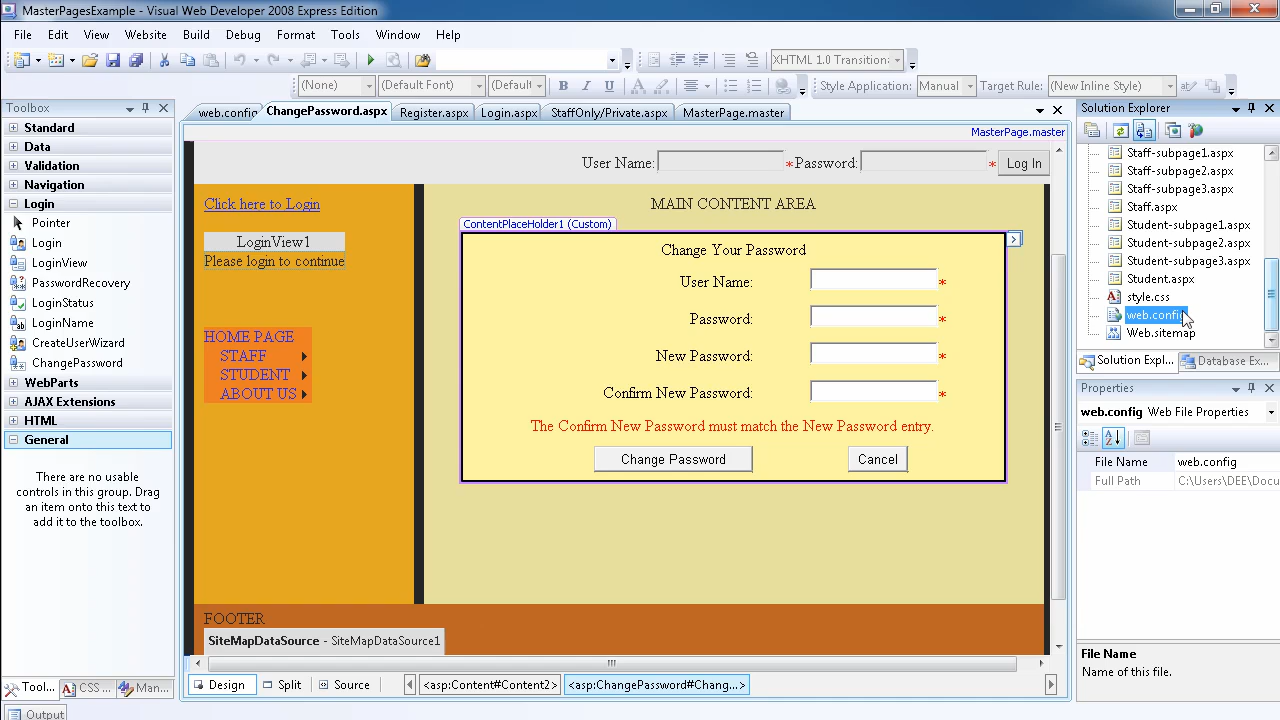 MasterPagesExample - Visual Web Developer 2008 Express Edition
File Edit View Website Build Debug Format Tools Window Help
XHTML 1.0 Transition:
(None) (Default Font) (Default B I U A Style Application: Manual Target Rule: (New Inline Style)
Toolbox
Standard
Data
Validation
Navigation
Login
Pointer
Login
LoginView
PasswordRecovery
LoginStatus
LoginName
CreateUserWizard
ChangePassword
WebParts
AJAX Extensions
HTML
General
There are no usable
controls in this group. Drag
an item onto this text to
add it to the toolbox.
Tool... CSS ... Man...
Output
web.config ChangePassword.aspx Register.aspx Login.aspx StaffOnly/Private.aspx MasterPage.master
MasterPage.master
User Name: * Password: * Log In
Click here to Login
LoginView1
Please login to continue
HOME PAGE
STAFF
STUDENT
ABOUT US
MAIN CONTENT AREA
ContentPlaceHolder1 (Custom)
Change Your Password
User Name: *
Password: *
New Password: *
Confirm New Password: *
The Confirm New Password must match the New Password entry.
Change Password Cancel
FOOTER
SiteMapDataSource - SiteMapDataSource1
Design Split Source <asp:Content#Content2> <asp:ChangePassword#Chang...>
Solution Explorer
Staff-subpage1.aspx
Staff-subpage2.aspx
Staff-subpage3.aspx
Staff.aspx
Student-subpage1.aspx
Student-subpage2.aspx
Student-subpage3.aspx
Student.aspx
style.css
web.config
Web.sitemap
Solution Expl... Database Ex...
Properties
web.config Web File Properties
File Name web.config
Full Path C:\Users\DEE\Docu
File Name
Name of this file.